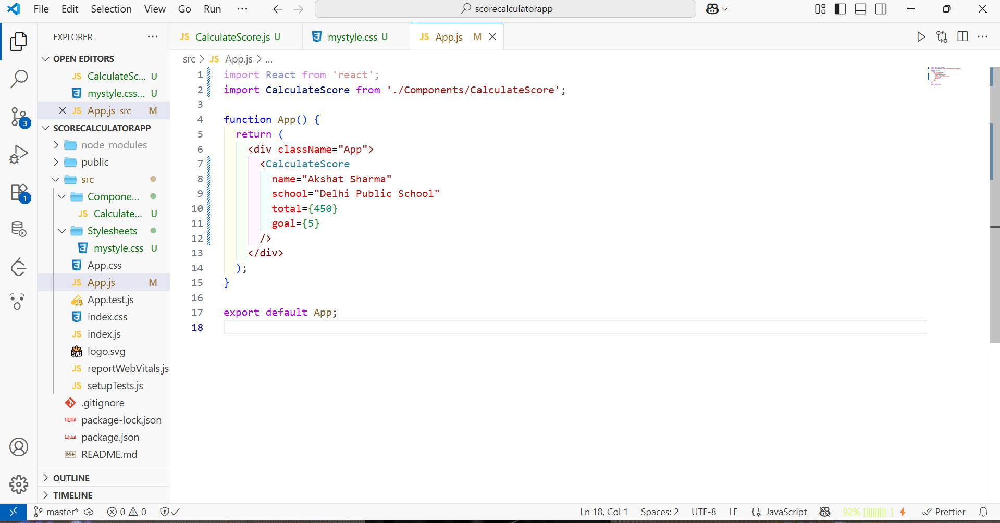 File Edit Selection View Go Run ··· scorecalculatorapp
EXPLORER ···
OPEN EDITORS
JS CalculateSc... U
mystyle.css... U
JS App.js src M
SCORECALCULATORAPP
node_modules
public
src
Compone...
JS Calculate... U
Stylesheets
mystyle.css U
App.css
JS App.js M
App.test.js
index.css
JS index.js
logo.svg
JS reportWebVitals.js
JS setupTests.js
.gitignore
package-lock.json
package.json
README.md
OUTLINE
TIMELINE
3
1
JS CalculateScore.js U mystyle.css U JS App.js M
src > JS App.js > ...
1 import React from 'react';
2 import CalculateScore from './Components/CalculateScore';
3
4 function App() {
5 return (
6 <div className="App">
7 <CalculateScore
8 name="Akshat Sharma"
9 school="Delhi Public School"
10 total={450}
11 goal={5}
12 />
13 </div>
14 );
15 }
16
17 export default App;
18
master* 0 0 Ln 18, Col 1 Spaces: 2 UTF-8 LF {} JavaScript 92% [||||||||| ] Prettier